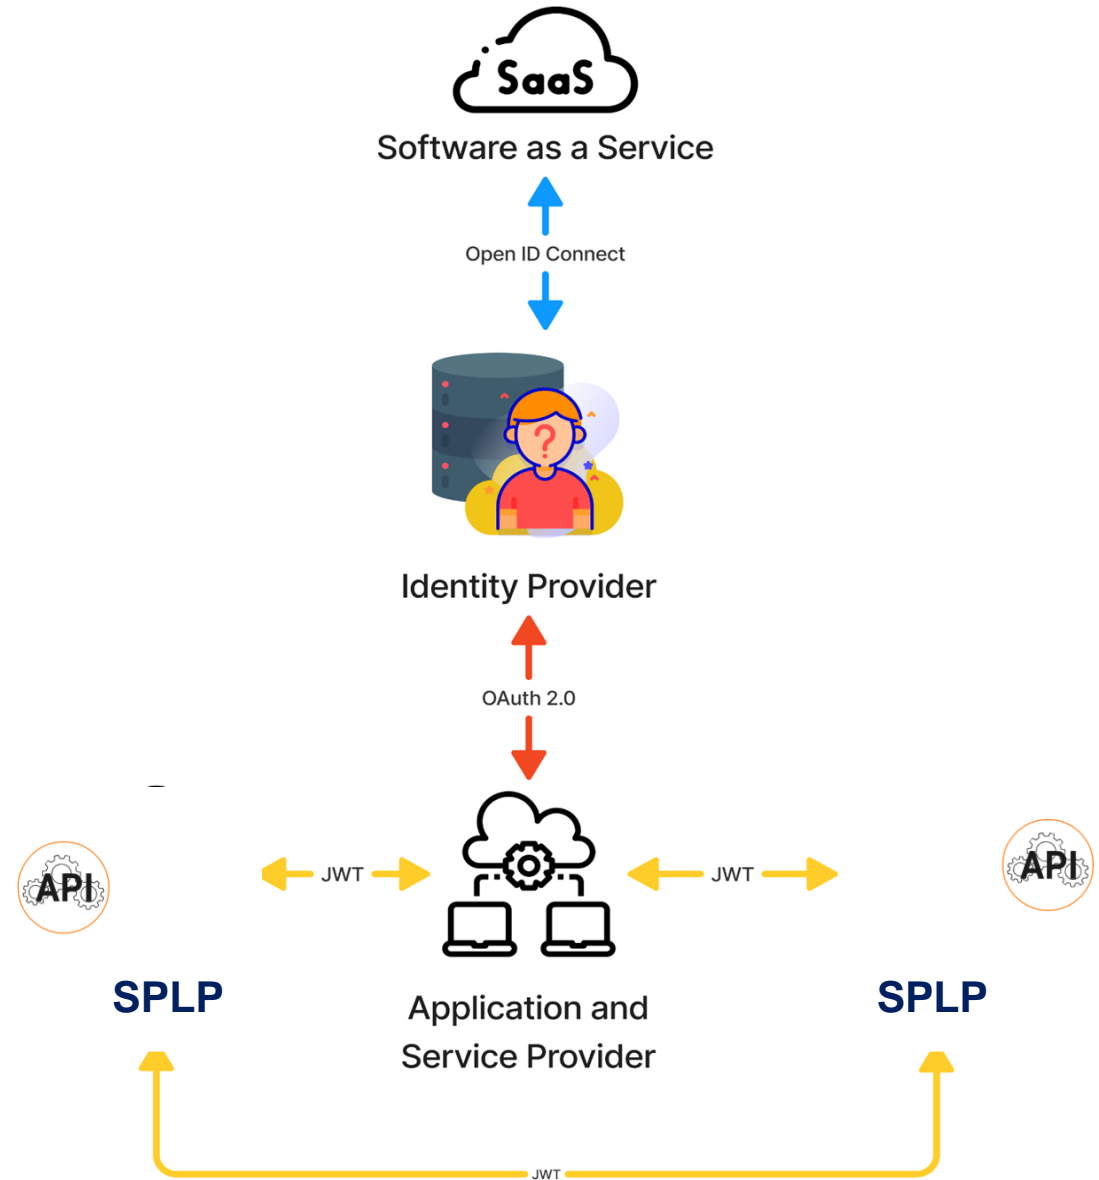 SaaS
Software as a Service
Open ID Connect
Identity Provider
OAuth 2.0
API
JWT
JWT
API
SPLP
Application and
Service Provider
SPLP
JWT